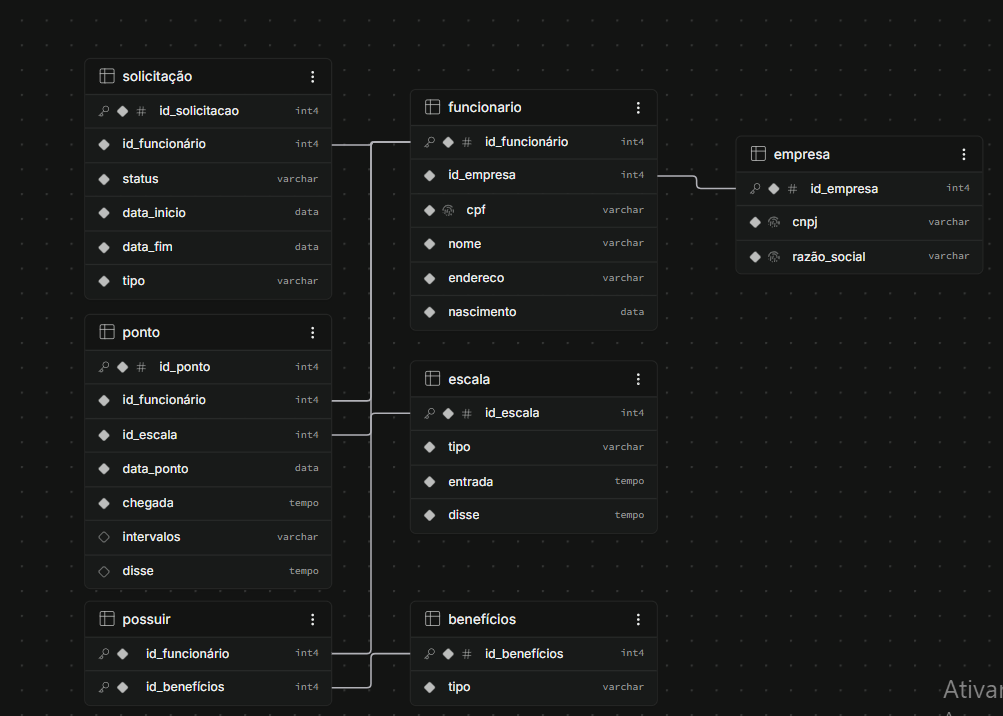 solicitação
# id_solicitacao int4
id_funcionário int4
status varchar
data_inicio data
data_fim data
tipo varchar
ponto
# id_ponto int4
id_funcionário int4
id_escala int4
data_ponto data
chegada tempo
intervalos varchar
disse tempo
possuir
id_funcionário int4
id_benefícios int4
funcionario
# id_funcionário int4
id_empresa int4
cpf varchar
nome varchar
endereco varchar
nascimento data
escala
# id_escala int4
tipo varchar
entrada tempo
disse tempo
benefícios
# id_benefícios int4
tipo varchar
empresa
# id_empresa int4
cnpj varchar
razão_social varchar
Ativar